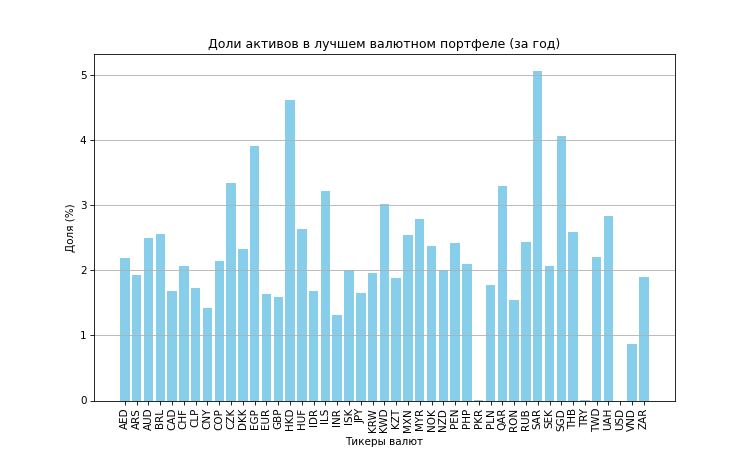 Доли активов в лучшем валютном портфеле (за год)
Доля (%)
5
4
3
2
1
0
AED ARS AUD BRL CAD CHF CLP CNY COP CZK DKK EGP EUR GBP HKD HUF IDR ILS INR ISK JPY KRW KWD KZT MXN MYR NOK NZD PEN PHP PKR PLN QAR RON RUB SAR SEK SGD THB TRY TWD UAH USD VND ZAR
Тикеры валют